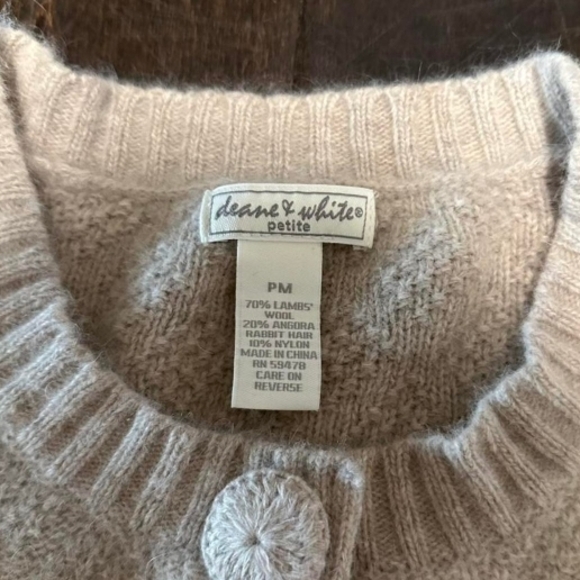 deane & white®
petite
PM
70% LAMBS'
WOOL
20% ANGORA
RABBIT HAIR
10% NYLON
MADE IN CHINA
RN 59478
CARE ON
REVERSE